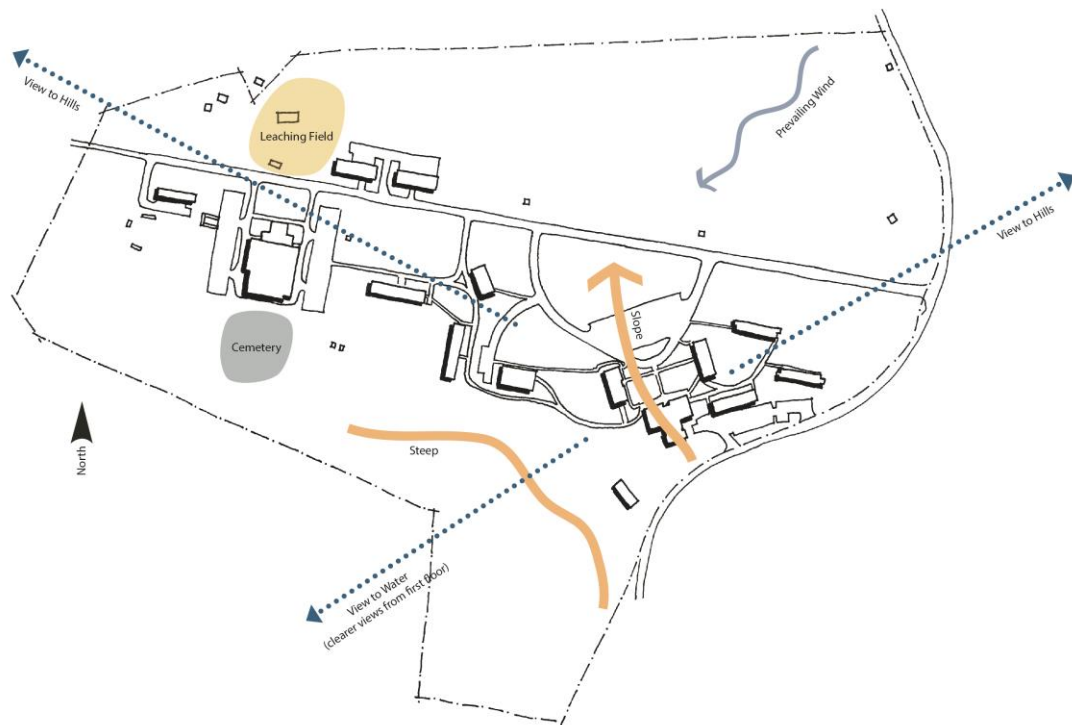 View to Hills
Leaching Field
Prevailing Wind
View to Hills
Slope
Cemetery
North
Steep
View to Water
(clearer views from first floor)